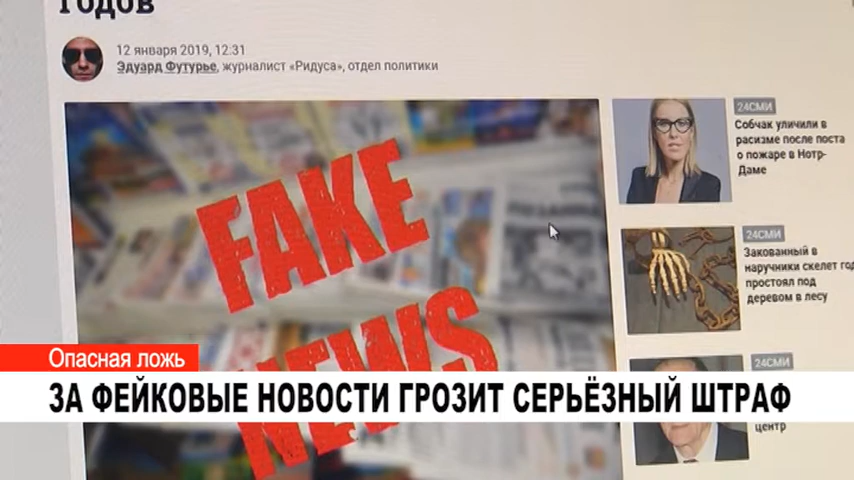 годов
12 января 2019, 12:31
Эдуард Футурье, журналист «Ридуса», отдел политики
FAKE
NEWS
24СМИ
Собчак уличили в
расизме после поста
о пожаре в Нотр-
Даме
24СМИ
Закованный в
наручники скелет год
простоял под
деревом в лесу
24СМИ
центр
Опасная ложь
ЗА ФЕЙКОВЫЕ НОВОСТИ ГРОЗИТ СЕРЬЁЗНЫЙ ШТРАФ